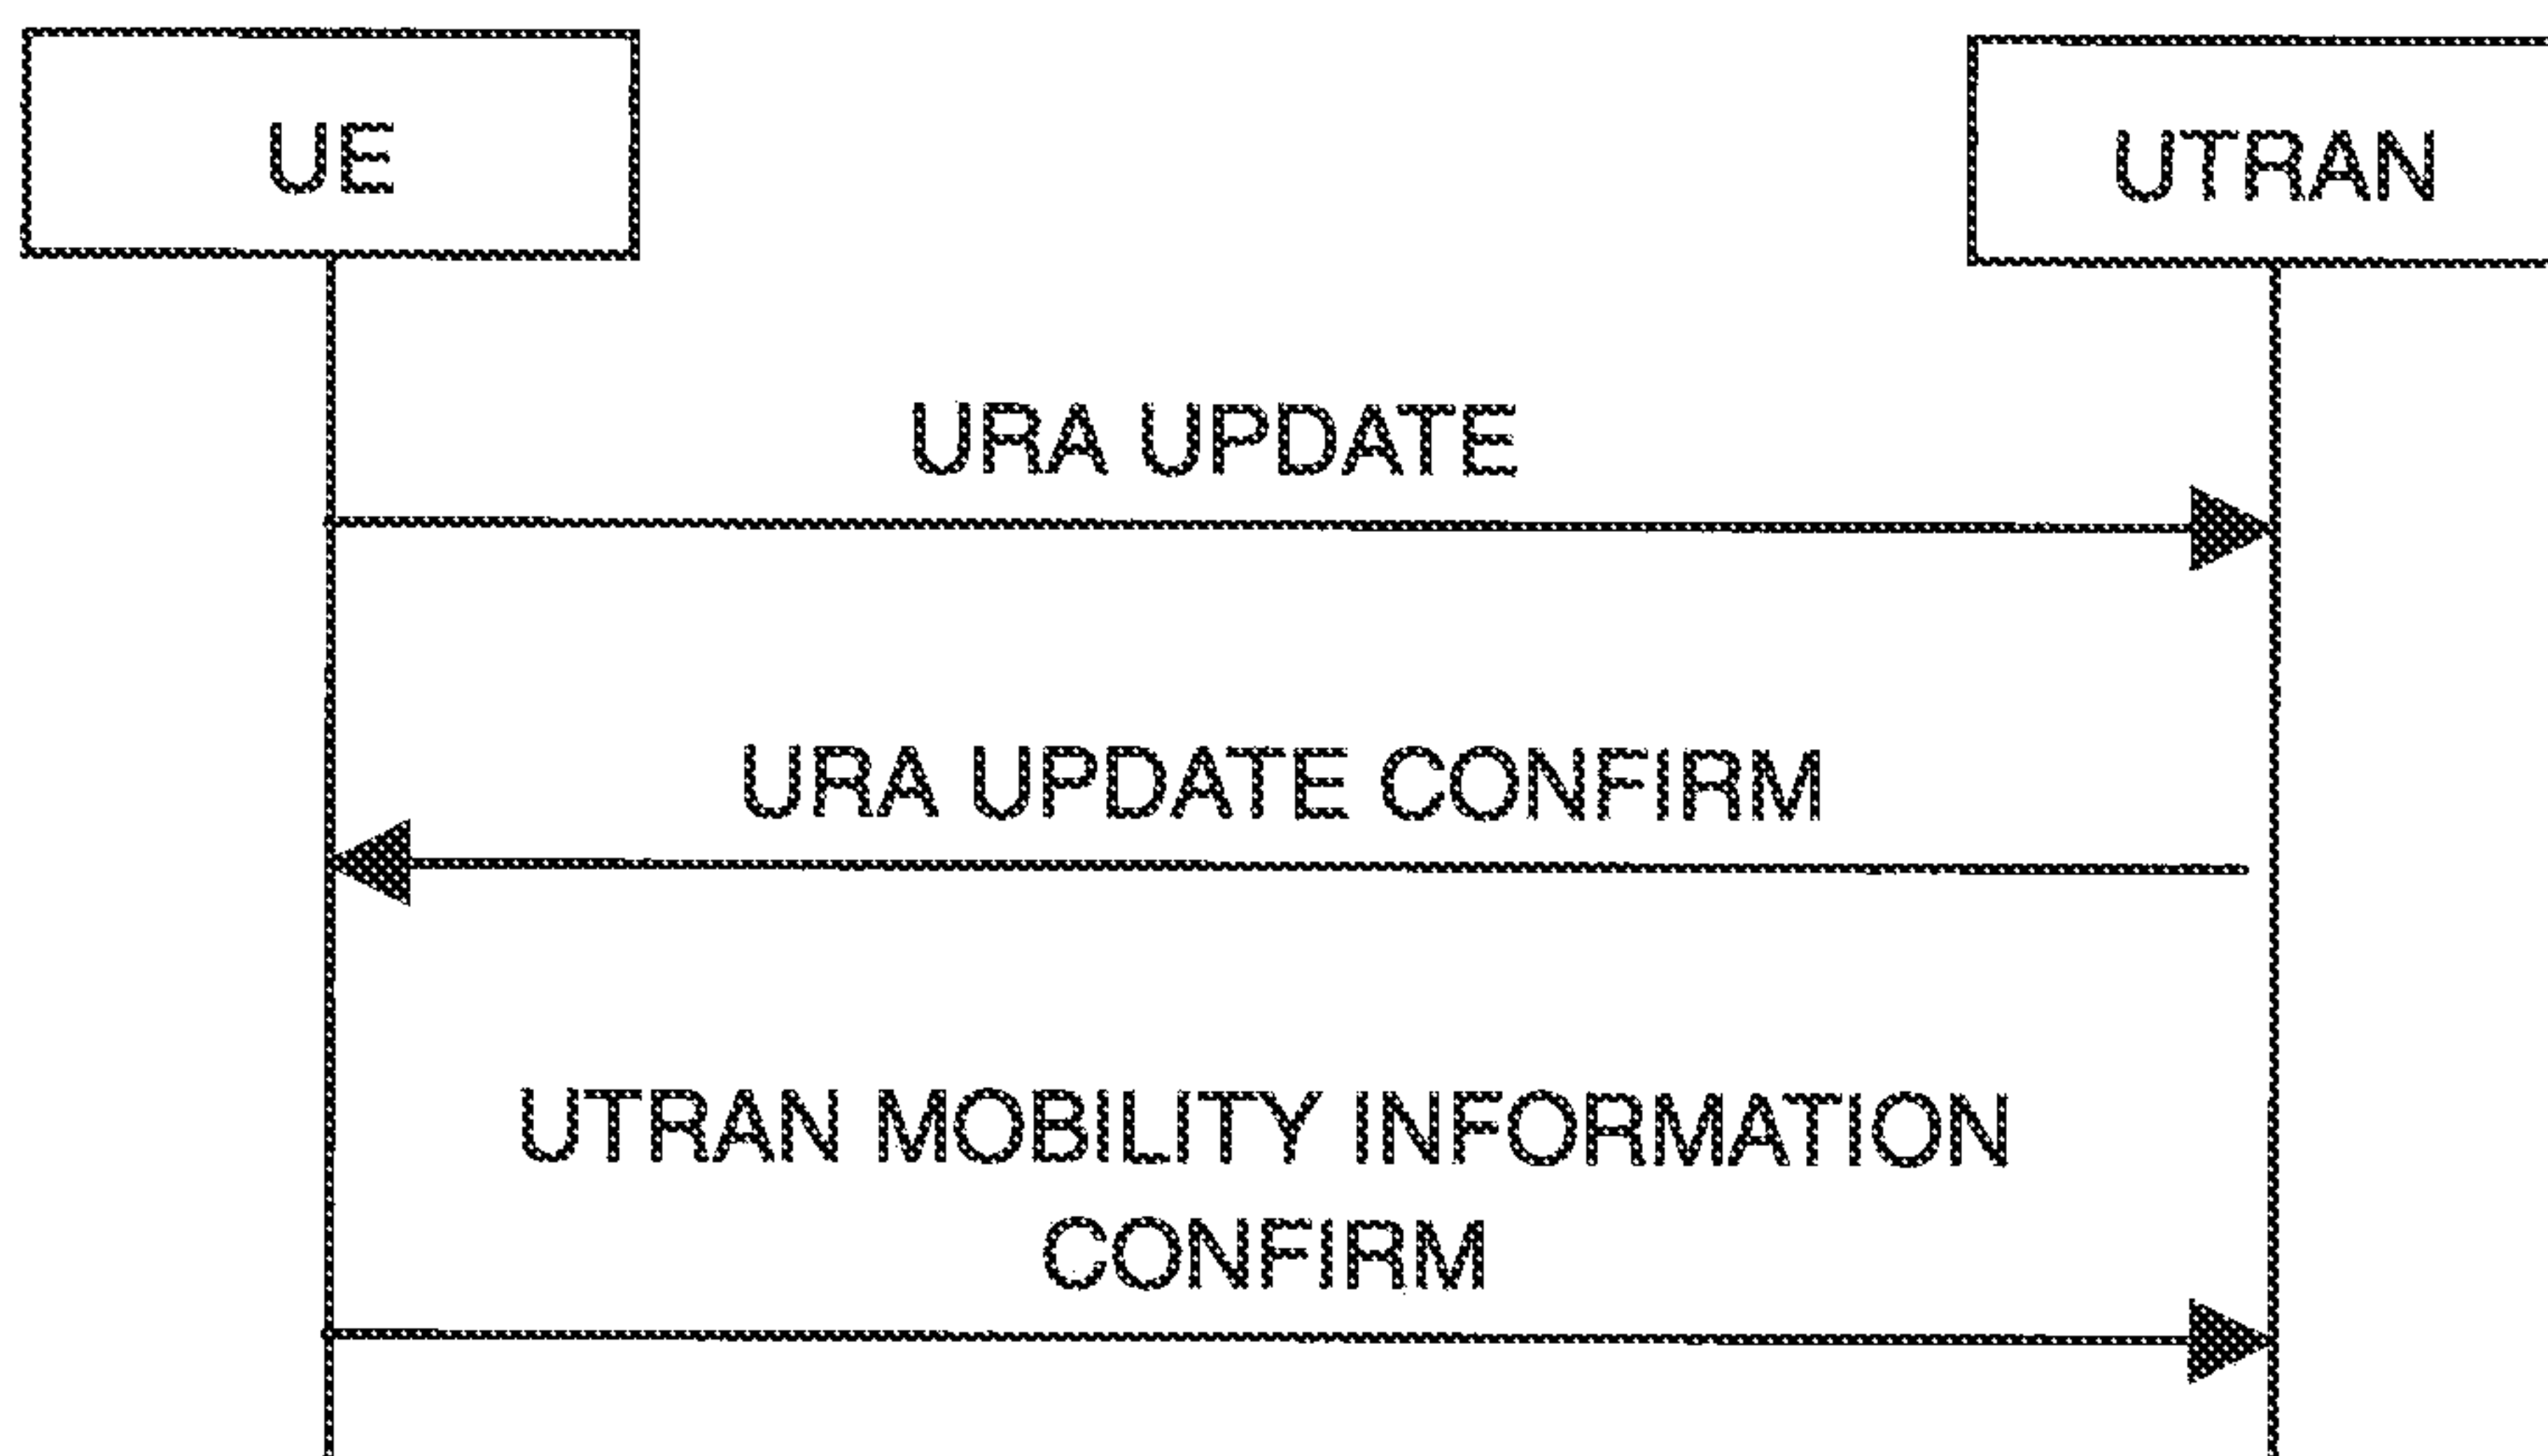 UE
UTRAN
URA UPDATE
URA UPDATE CONFIRM
UTRAN MOBILITY INFORMATION
CONFIRM